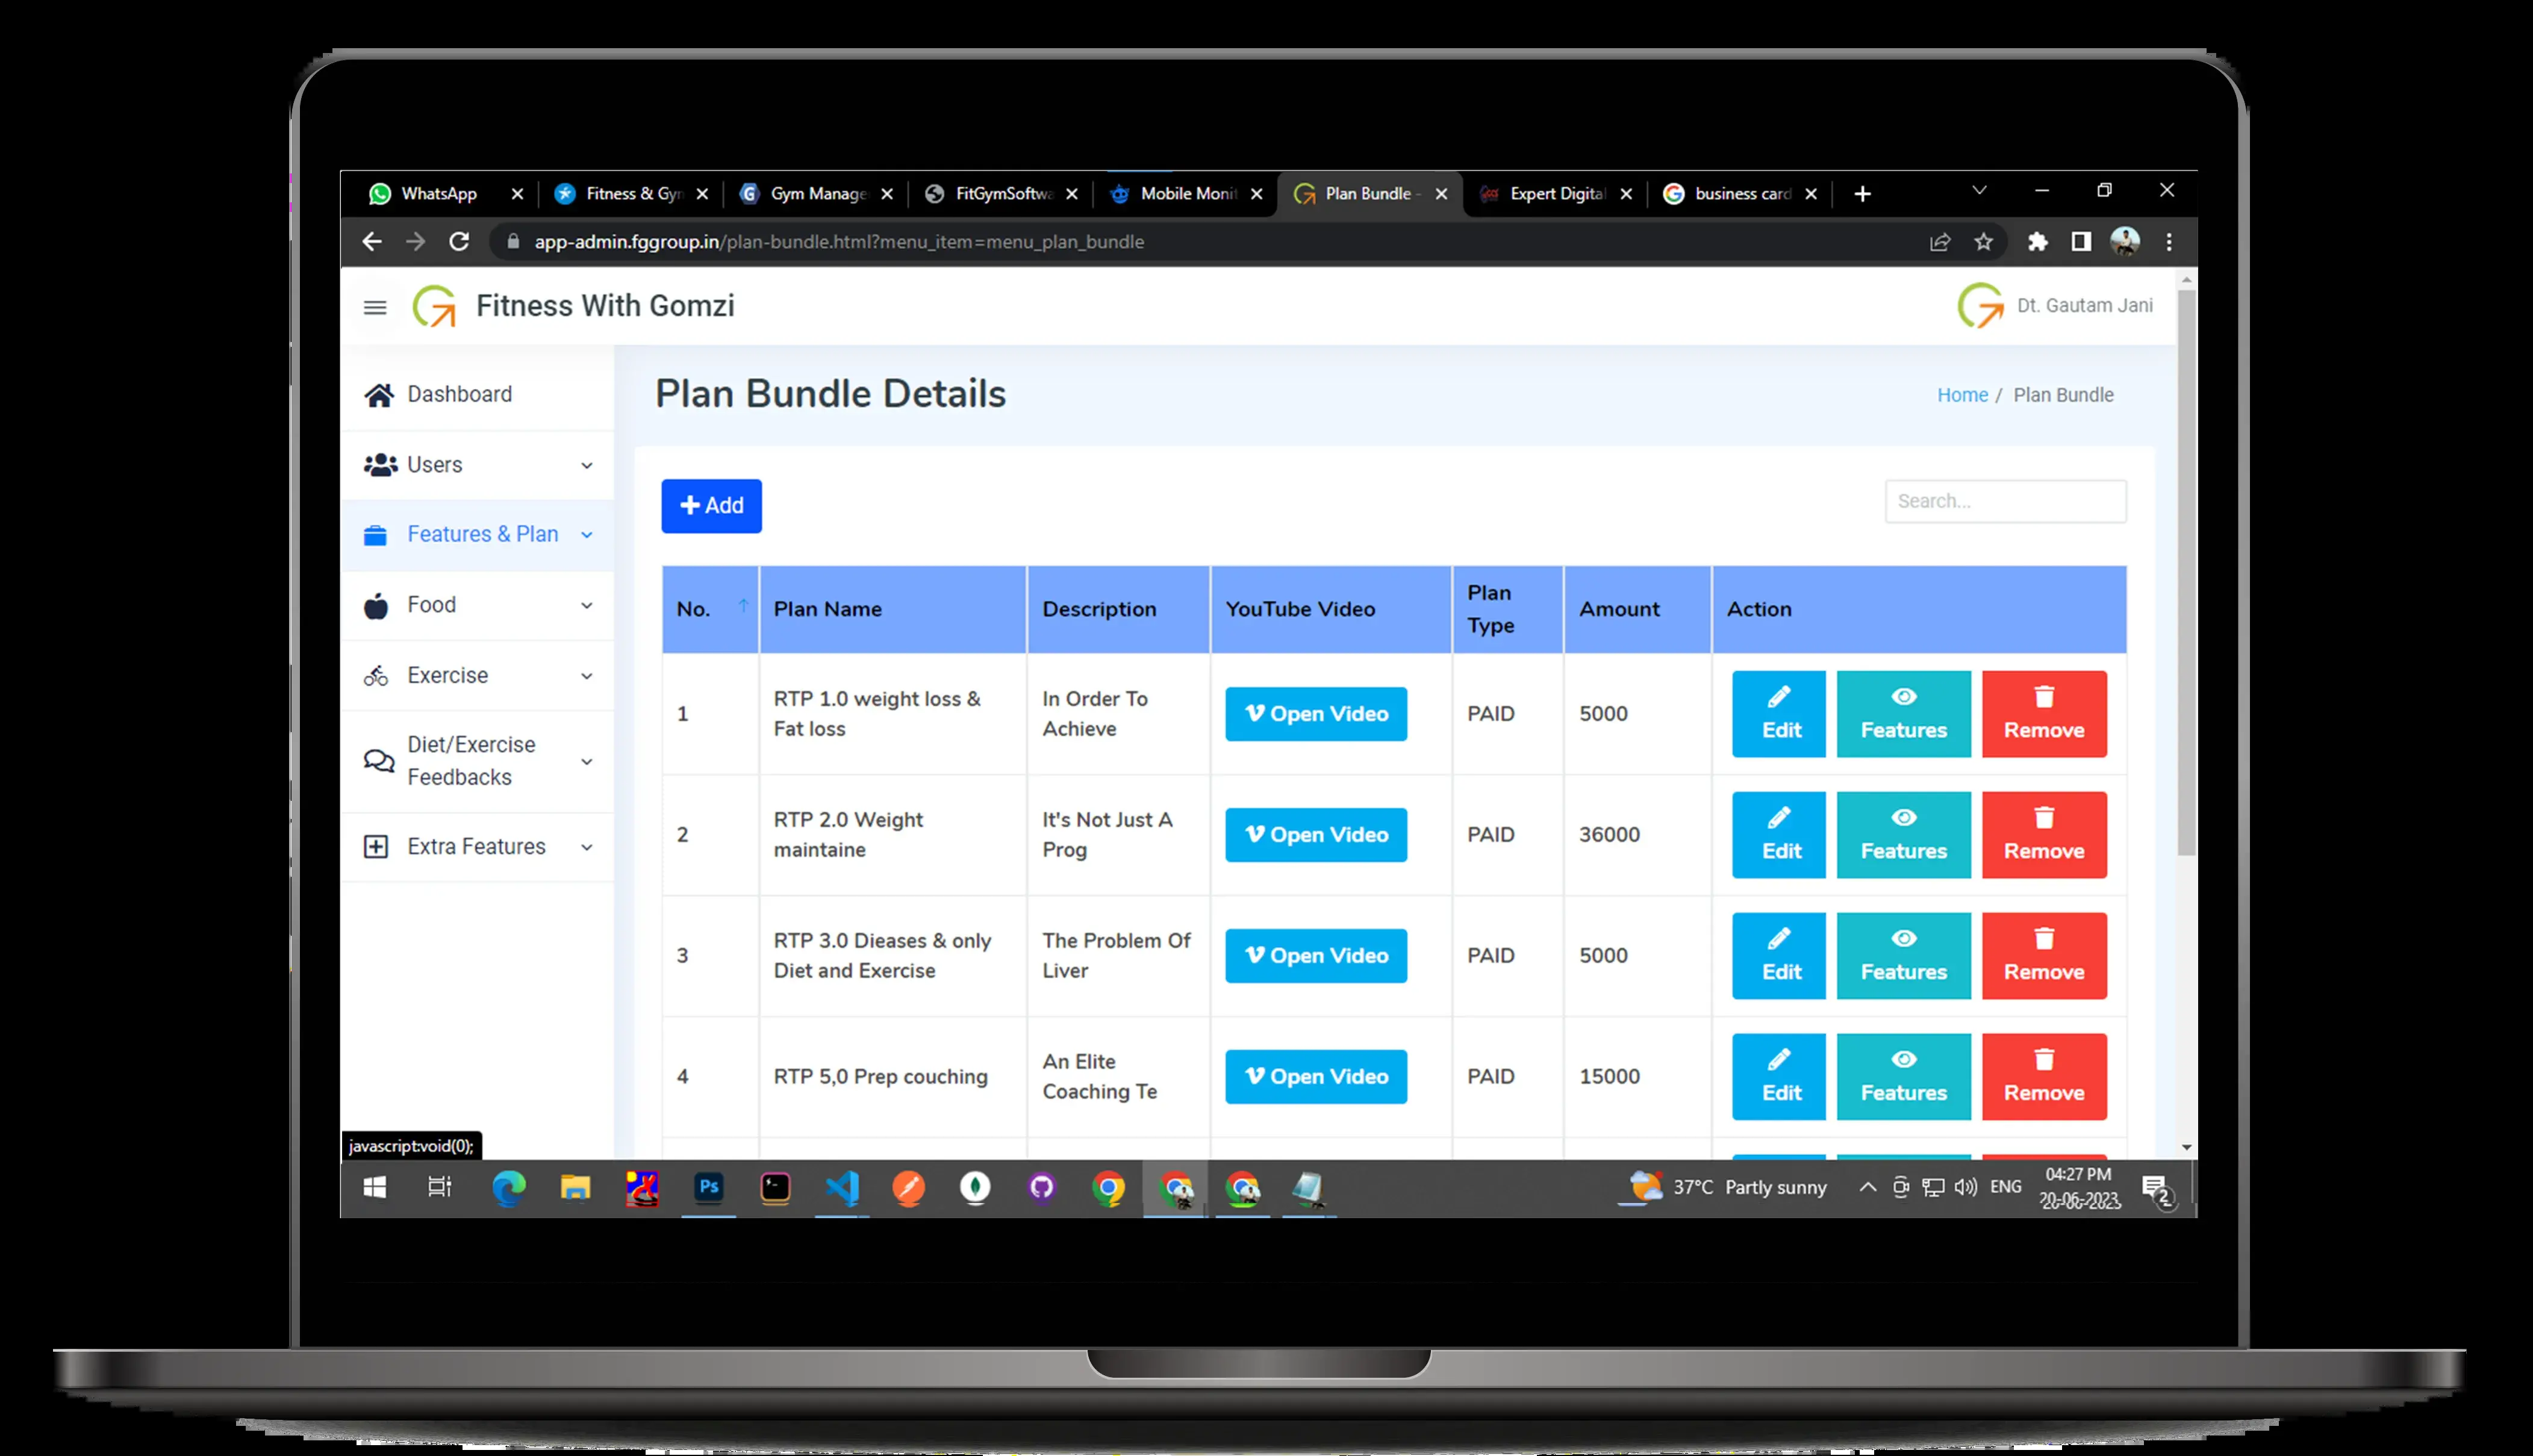 WhatsApp
Fitness & Gyn
Gym Manage
FitGymSoftwa
Mobile Monit
Plan Bundle -
Expert Digital
business card
app-admin.fggroup.in/plan-bundle.html?menu_item=menu_plan_bundle
Fitness With Gomzi
Dt. Gautam Jani
Dashboard
Users
Features & Plan
Food
Exercise
Diet/Exercise
Feedbacks
Extra Features
Plan Bundle Details
Home / Plan Bundle
Add
Search...
No. Plan Name Description YouTube Video Plan Type Amount Action
1 RTP 1.0 weight loss & Fat loss In Order To Achieve Open Video PAID 5000 Edit Features Remove
2 RTP 2.0 Weight maintaine It's Not Just A Prog Open Video PAID 36000 Edit Features Remove
3 RTP 3.0 Dieases & only Diet and Exercise The Problem Of Liver Open Video PAID 5000 Edit Features Remove
4 RTP 5,0 Prep couching An Elite Coaching Te Open Video PAID 15000 Edit Features Remove
javascript:void(0);
Ps
37°C Partly sunny
ENG
04:27 PM
20-06-2023
2